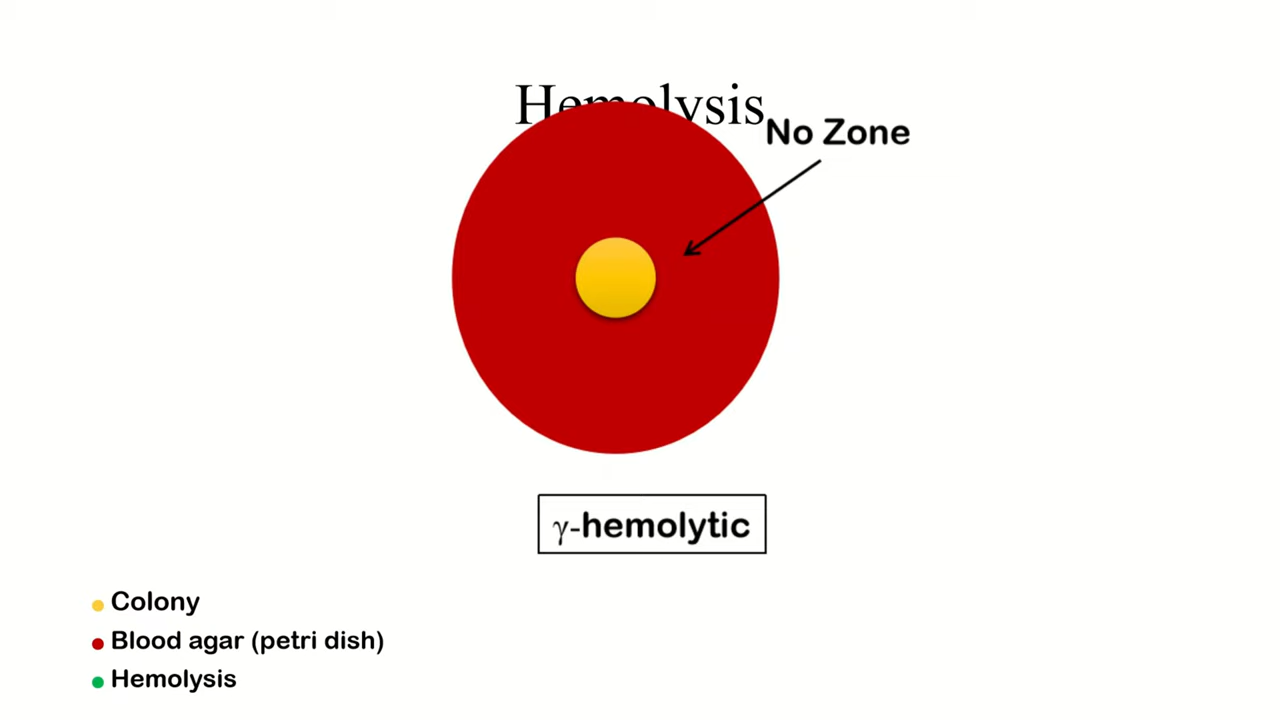 Hemolysis
No Zone
γ-hemolytic
Colony
Blood agar (petri dish)
Hemolysis